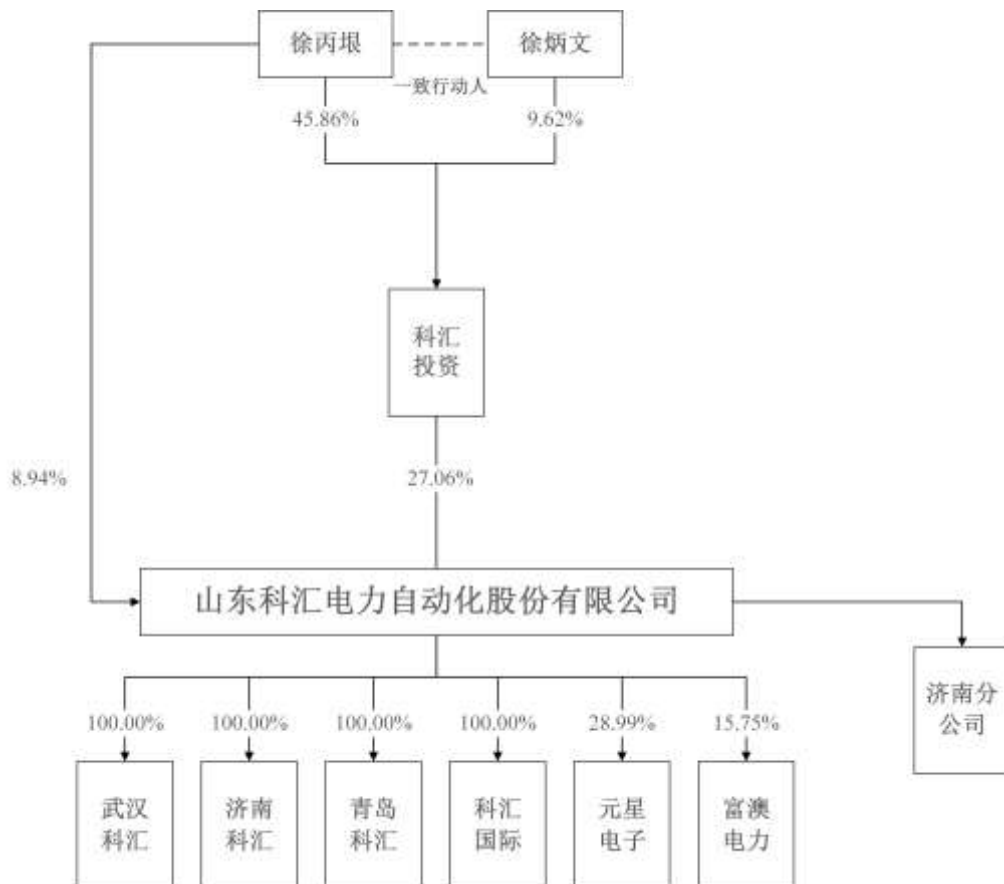 徐丙垠
徐炳文
一致行动人
45.86%
9.62%
科汇
投资
8.94%
27.06%
山东科汇电力自动化股份有限公司
济南分
公司
100.00%
100.00%
100.00%
100.00%
28.99%
15.75%
武汉
科汇
济南
科汇
青岛
科汇
科汇
国际
元星
电子
富澳
电力